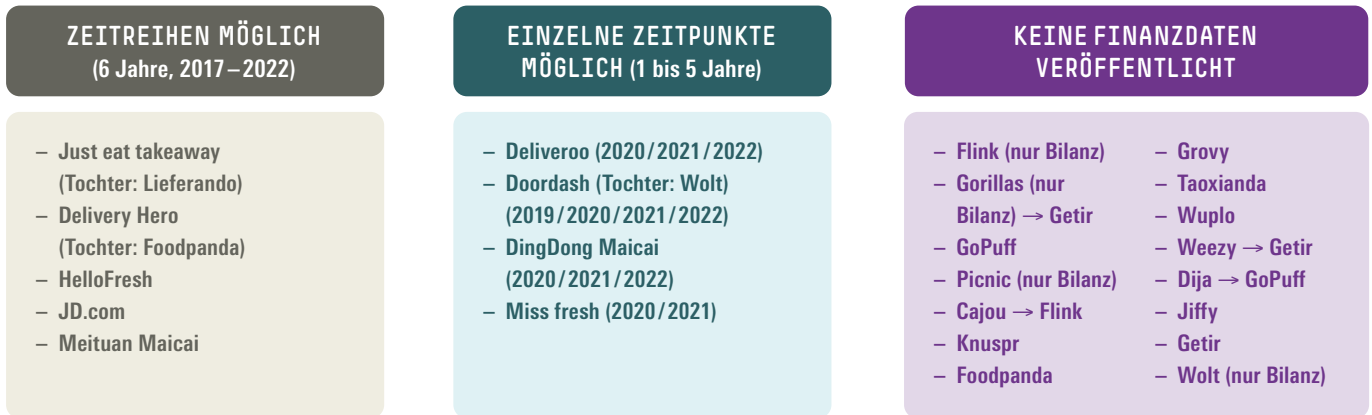 ZEITREIHEN MÖGLICH
(6 Jahre, 2017–2022)
– Just eat takeaway
(Tochter: Lieferando)
– Delivery Hero
(Tochter: Foodpanda)
– HelloFresh
– JD.com
– Meituan Maicai
EINZELNE ZEITPUNKTE
MÖGLICH (1 bis 5 Jahre)
– Deliveroo (2020/2021/2022)
– Doordash (Tochter: Wolt)
(2019/2020/2021/2022)
– DingDong Maicai
(2020/2021/2022)
– Miss fresh (2020/2021)
KEINE FINANZDATEN
VERÖFFENTLICHT
– Flink (nur Bilanz)
– Gorillas (nur
Bilanz) → Getir
– GoPuff
– Picnic (nur Bilanz)
– Cajou → Flink
– Knuspr
– Foodpanda
– Grovy
– Taoxianda
– Wuplo
– Weezy → Getir
– Dija → GoPuff
– Jiffy
– Getir
– Wolt (nur Bilanz)